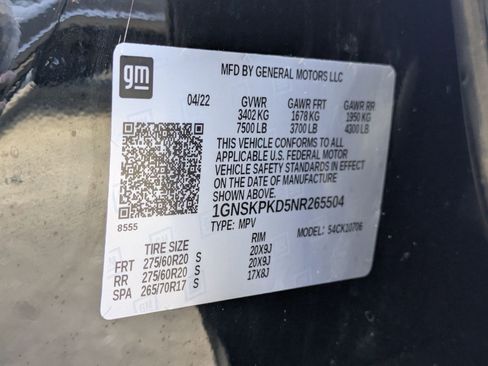 gm
MFD BY GENERAL MOTORS LLC
04/22 GVWR GAWR FRT GAWR RR
3402 KG 1678 KG 1950 KG
7500 LB 3700 LB 4300 LB
THIS VEHICLE CONFORMS TO ALL
APPLICABLE U.S. FEDERAL MOTOR
VEHICLE SAFETY STANDARDS IN
EFFECT ON THE DATE OF MANUFACTURE
SHOWN ABOVE.
1GNSKPKD5NR265504
8555 TYPE: MPV MODEL: 54CK10706
TIRE SIZE RIM
FRT 275/60R20 S 20X9J
RR 275/60R20 S 20X9J
SPA 265/70R17 S 17X8J